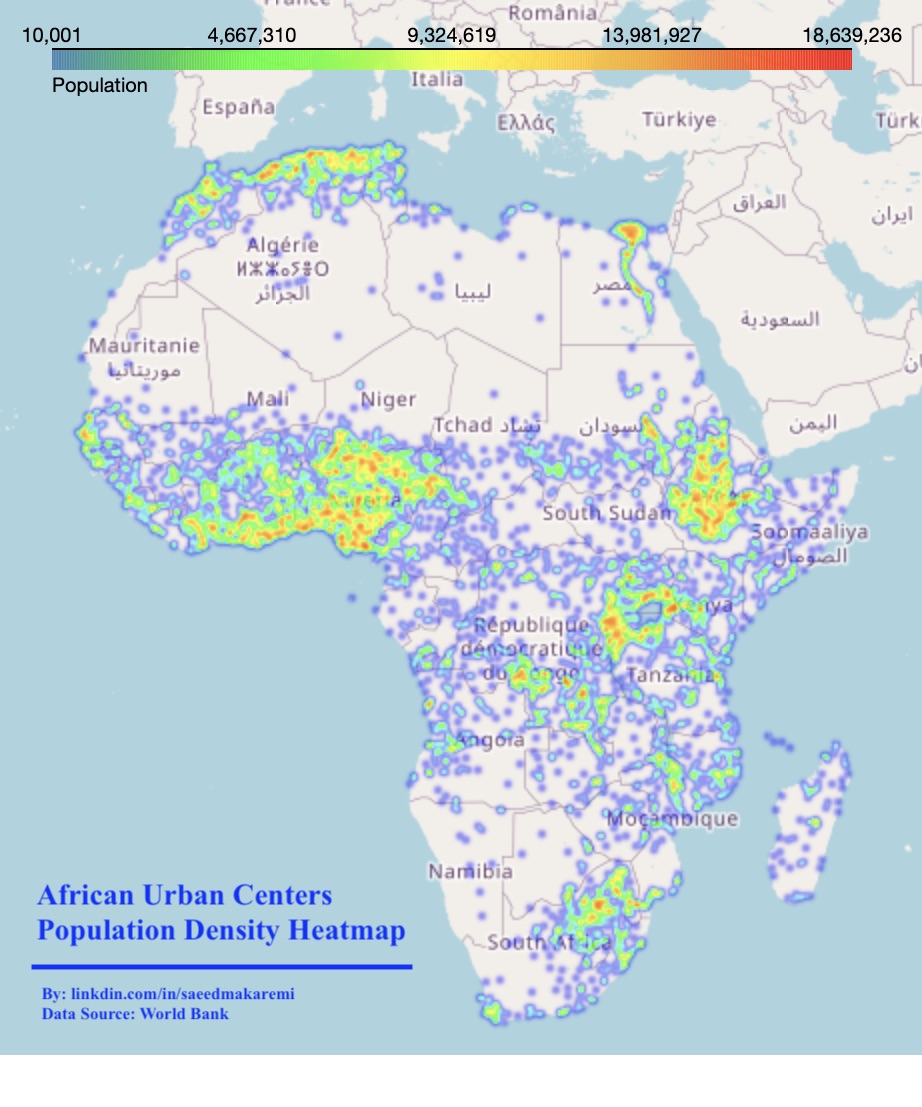 România
10,001 4,667,310 9,324,619 13,981,927 18,639,236
Population
Italia
España
Ελλάς
Türkiye
Türk
العراق
ایران
Algérie
ⵍⵣⵣⴰⵢⴻⵔ
الجزائر
ليبيا
مصر
السعودية
Mauritanie
موريتانيا
Mali
Niger
Tchad تشاد
السودان
اليمن
South Sudan
Soomaaliya
الصومال
Kenya
République
démocratique
du Congo
Tanzania
Angola
Moçambique
Namibia
South Africa
African Urban Centers
Population Density Heatmap
By: linkdin.com/in/saeedmakaremi
Data Source: World Bank